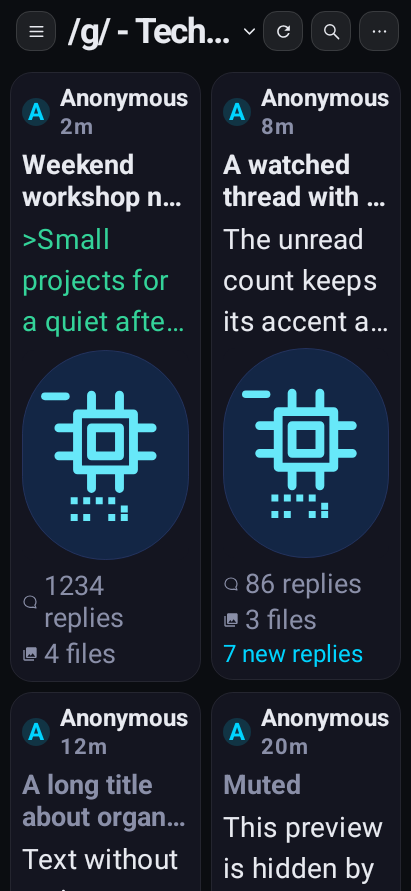 /g/ - Tech...
A Anonymous
2m
Weekend
workshop n...
>Small
projects for
a quiet afte...
1234
replies
4 files
A Anonymous
8m
A watched
thread with ...
The unread
count keeps
its accent a...
86 replies
3 files
7 new replies
A Anonymous
12m
A long title
about organ...
Text without
A Anonymous
20m
Muted
This preview
is hidden by